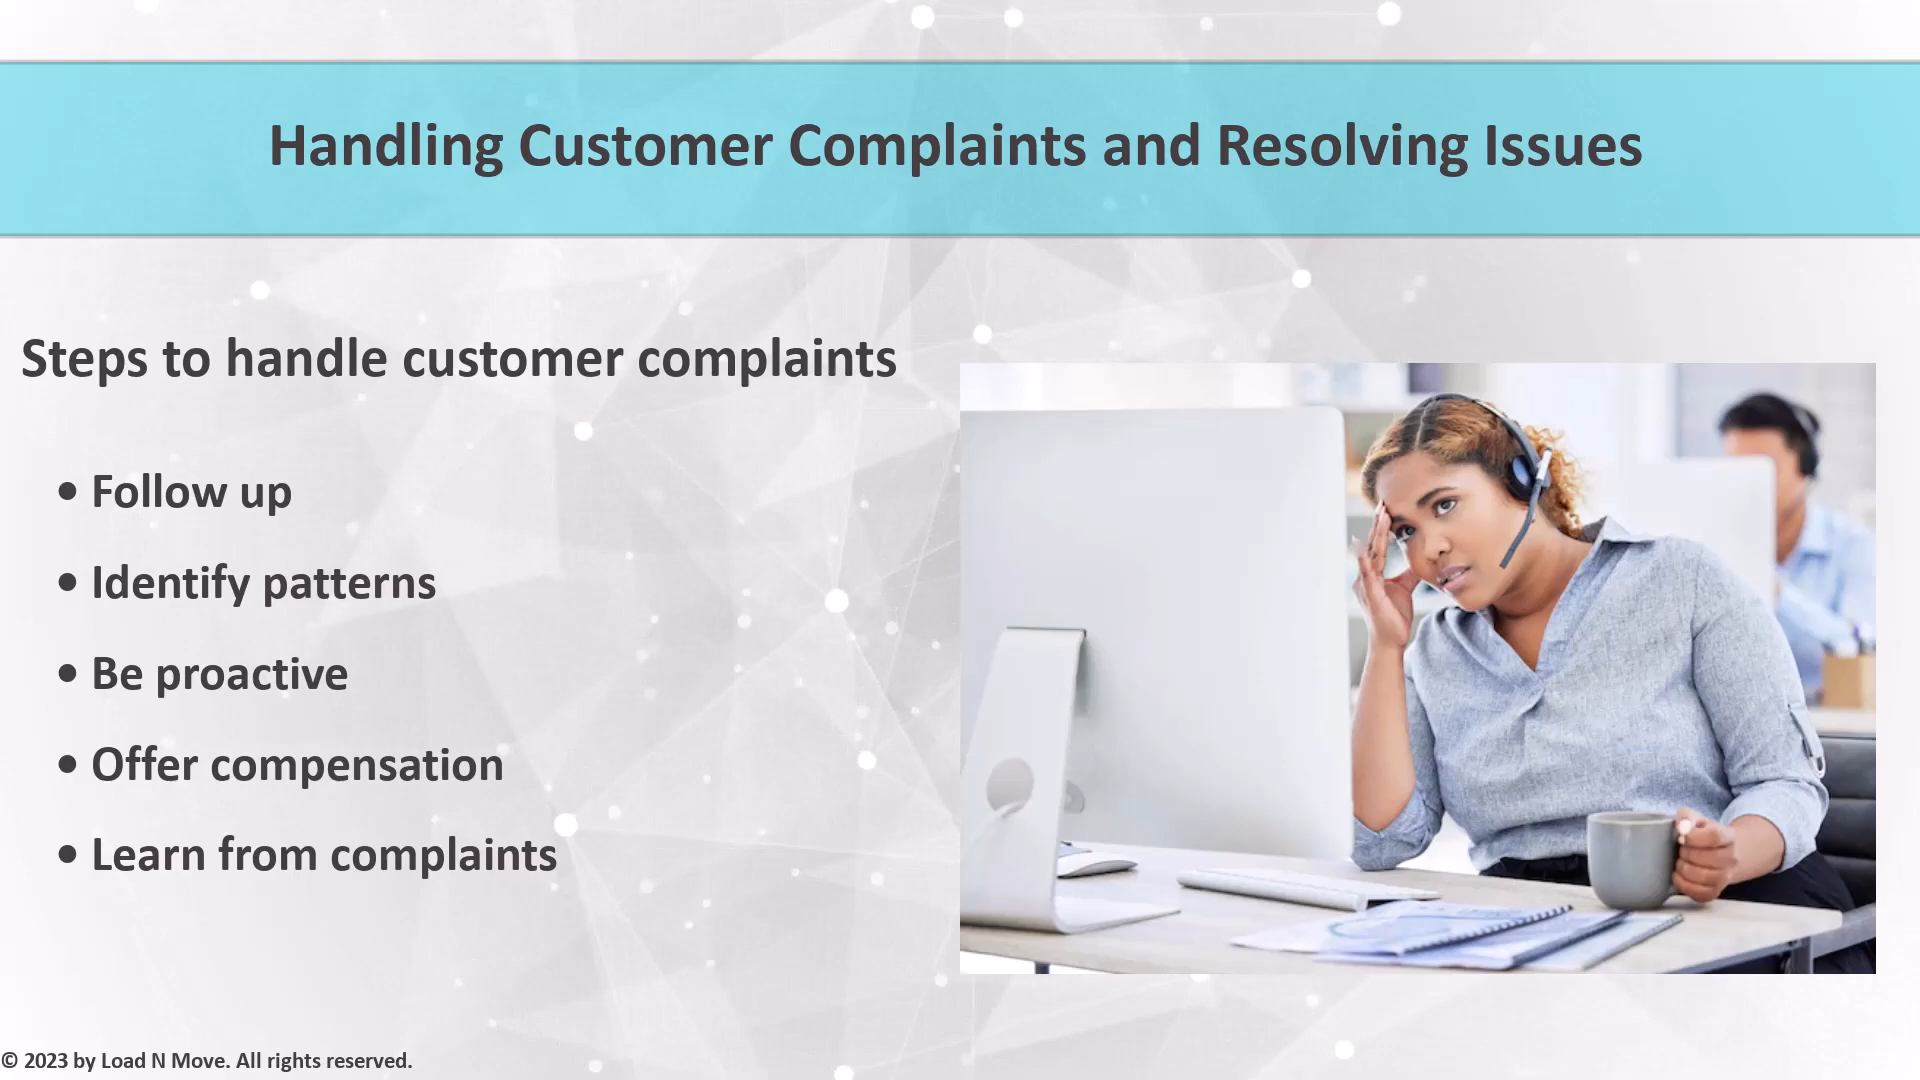 Handling Customer Complaints and Resolving Issues
Steps to handle customer complaints
• Follow up
• Identify patterns
• Be proactive
• Offer compensation
• Learn from complaints
© 2023 by Load N Move. All rights reserved.